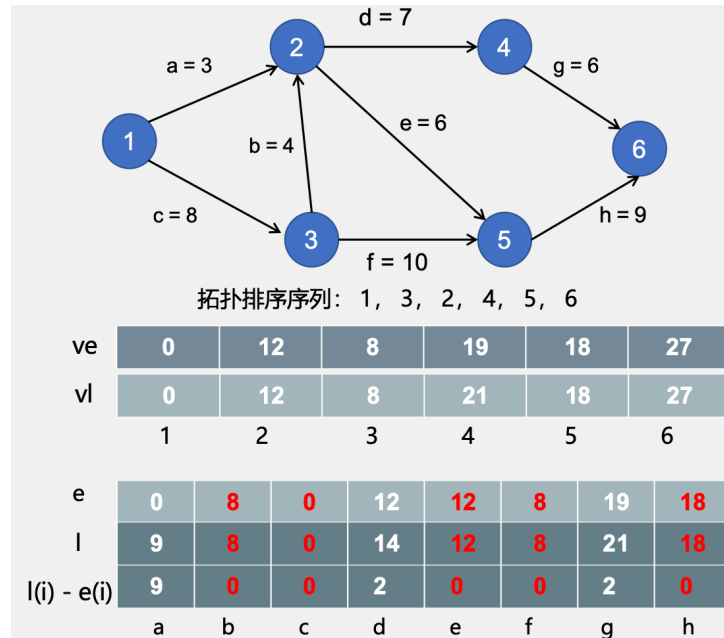 d = 7
2
4
a = 3
g = 6
e = 6
1
b = 4
6
c = 8
h = 9
3
5
f = 10
拓扑排序序列： 1， 3， 2， 4， 5， 6
ve 0 12 8 19 18 27
vl 0 12 8 21 18 27
1 2 3 4 5 6
e 0 8 0 12 12 8 19 18
l 9 8 0 14 12 8 21 18
l(i) - e(i) 9 0 0 2 0 0 2 0
a b c d e f g h